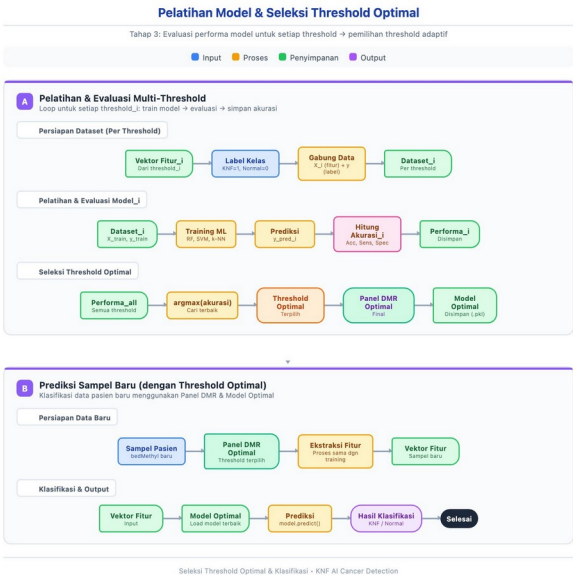 Pelatihan Model & Seleksi Threshold Optimal
Tahap 3: Evaluasi performa model untuk setiap threshold → pemilihan threshold adaptif
Input
Proses
Penyimpanan
Output
A
Pelatihan & Evaluasi Multi-Threshold
Loop untuk setiap threshold_i: train model → evaluasi → simpan akurasi
Persiapan Dataset (Per Threshold)
Vektor Fitur_i
Dari threshold_i
Label Kelas
KNF=1, Normal=0
Gabung Data
X_i (fitur) + y
(label)
Dataset_i
Per threshold
Pelatihan & Evaluasi Model_i
Dataset_i
X_train, y_train
Training ML
RF, SVM, k-NN
Prediksi
y_pred_i
Hitung
Akurasi_i
Acc, Sens, Spec
Performa_i
Disimpan
Seleksi Threshold Optimal
Performa_all
Semua threshold
argmax(akurasi)
Cari terbaik
Threshold
Optimal
Terpilih
Panel DMR
Optimal
Final
Model
Optimal
Disimpan (.pkl)
B
Prediksi Sampel Baru (dengan Threshold Optimal)
Klasifikasi data pasien baru menggunakan Panel DMR & Model Optimal
Persiapan Data Baru
Sampel Pasien
bedMethyl baru
Panel DMR
Optimal
Threshold terpilih
Ekstraksi Fitur
Proses sama dgn
training
Vektor Fitur
Sampel baru
Klasifikasi & Output
Vektor Fitur
Input
Model Optimal
Load model terbaik
Prediksi
model.predict()
Hasil Klasifikasi
KNF / Normal
Selesai
Seleksi Threshold Optimal & Klasifikasi • KNF AI Cancer Detection